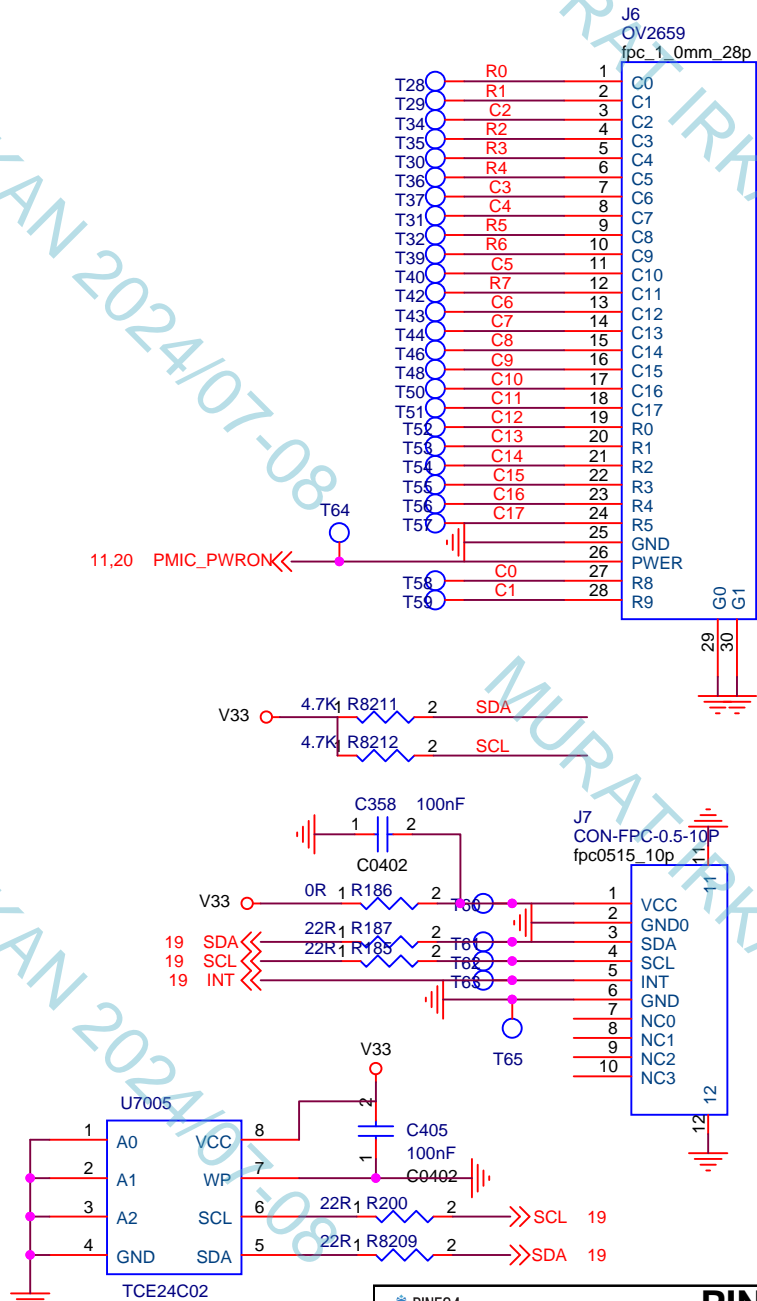 J6
OV2659
fpc_1_0mm_28p
T28 R0 1 C0
T29 R1 2 C1
T34 C2 3 C2
T35 R2 4 C3
T30 R3 5 C4
T36 R4 6 C5
T37 C3 7 C6
T31 C4 8 C7
T32 R5 9 C8
T39 R6 10 C9
T40 C5 11 C10
T42 R7 12 C11
T43 C6 13 C12
T44 C7 14 C13
T46 C8 15 C14
T48 C9 16 C15
T50 C10 17 C16
T51 C11 18 C17
T52 C12 19 R0
T53 C13 20 R1
T54 C14 21 R2
T55 C15 22 R3
T56 C16 23 R4
T57 C17 24 R5
25 GND
T64
11,20 PMIC_PWRON 26 PWER
T58 C0 27 R8
T59 C1 28 R9
G0 G1
29 30
V33 4.7K 1 R8211 2 SDA
4.7K 1 R8212 2 SCL
C358 100nF
1 2
C0402
J7
CON-FPC-0.5-10P
fpc0515_10p
11
11
V33 0R 1 R186 2 T60 1 VCC
2 GND0
19 SDA 22R 1 R187 2 T61 3 SDA
19 SCL 22R 1 R185 2 T62 4 SCL
19 INT T63 5 INT
6 GND
T65
7 NC0
8 NC1
9 NC2
10 NC3
12
12
V33
U7005
1 A0 VCC 8
2 C405
100nF
1 C0402
2 A1 WP 7
3 A2 SCL 6 22R 1 R200 2 SCL 19
4 GND SDA 5 22R 1 R8209 2 SDA 19
TCE24C02
MURAT IRKAN 2024/07-08
KAN 2024/07-08
KAN 2024/07-08
RAT IRKA